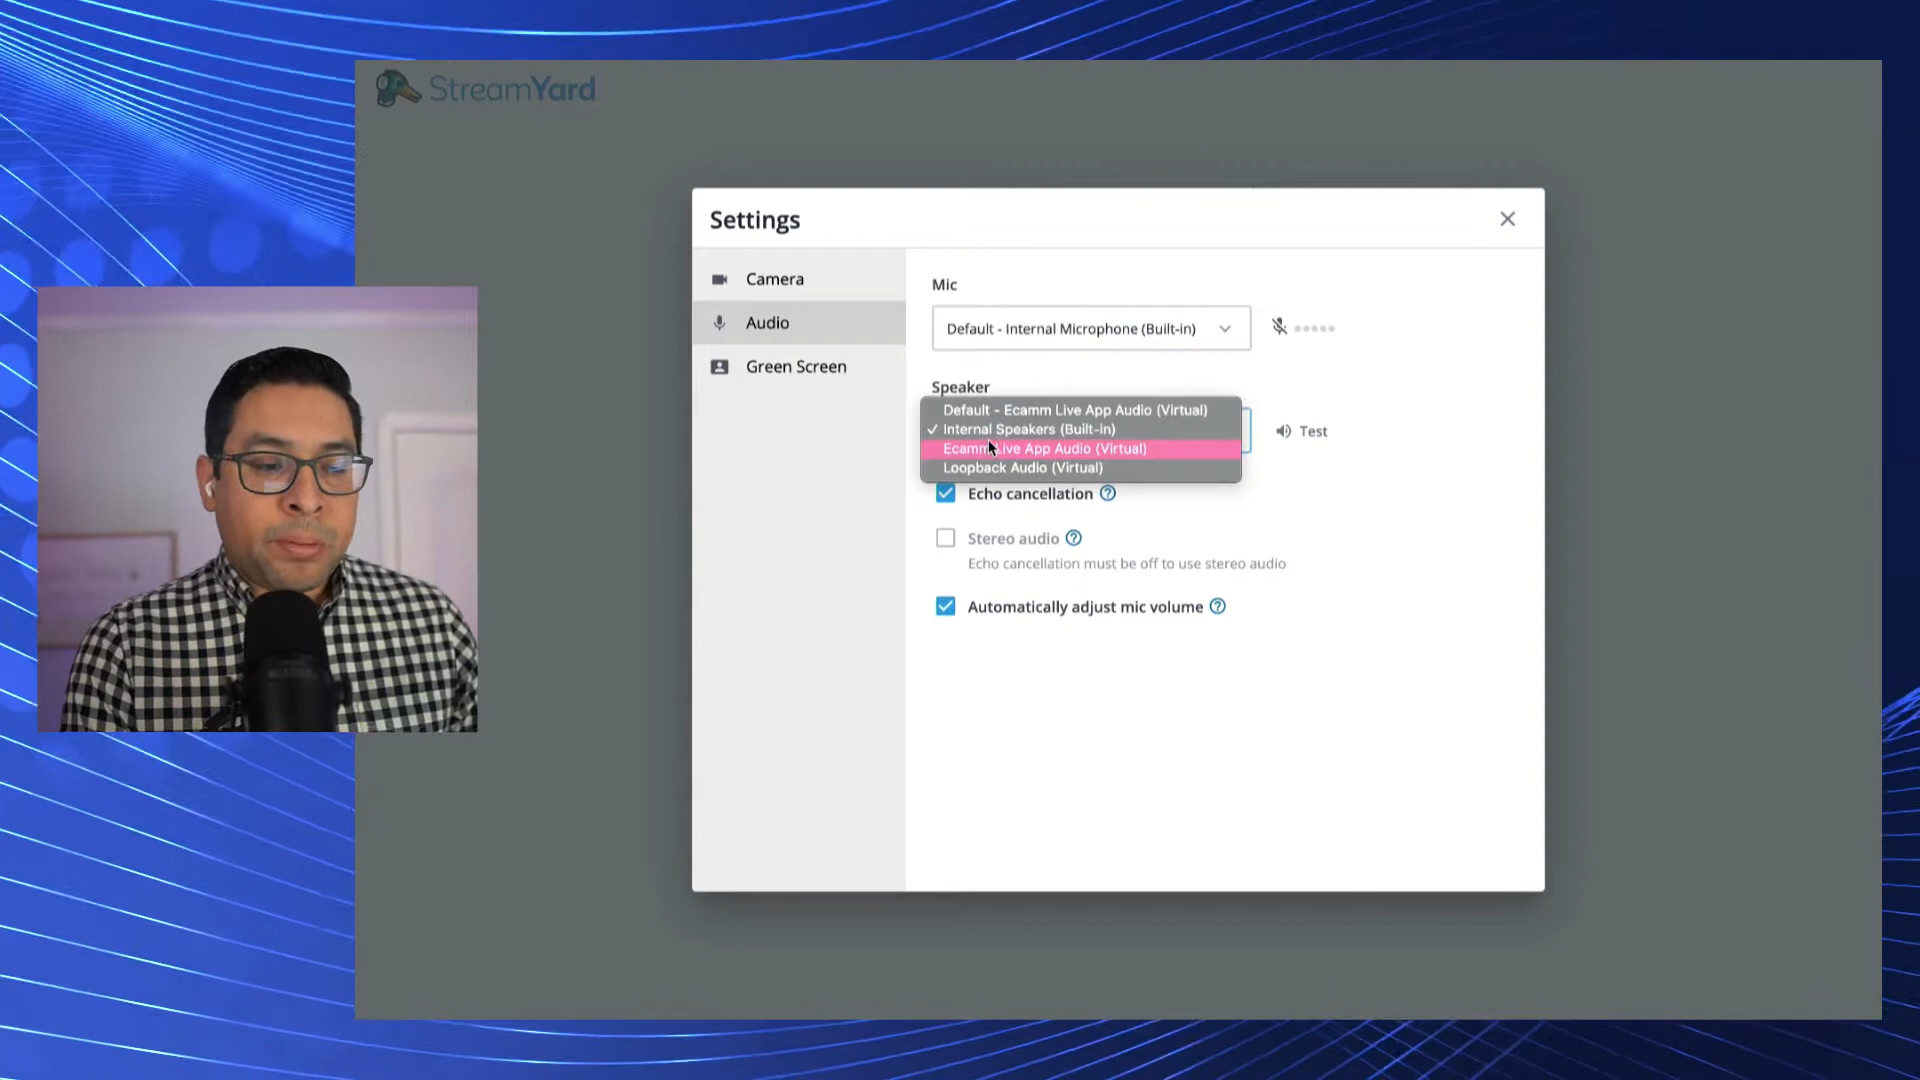 StreamYard
Settings
Camera
Audio
Green Screen
Mic
Default - Internal Microphone (Built-in)
Speaker
Default - Ecamm Live App Audio (Virtual)
✓ Internal Speakers (Built-in)
Ecamm Live App Audio (Virtual)
Loopback Audio (Virtual)
Test
Echo cancellation
Stereo audio
Echo cancellation must be off to use stereo audio
Automatically adjust mic volume